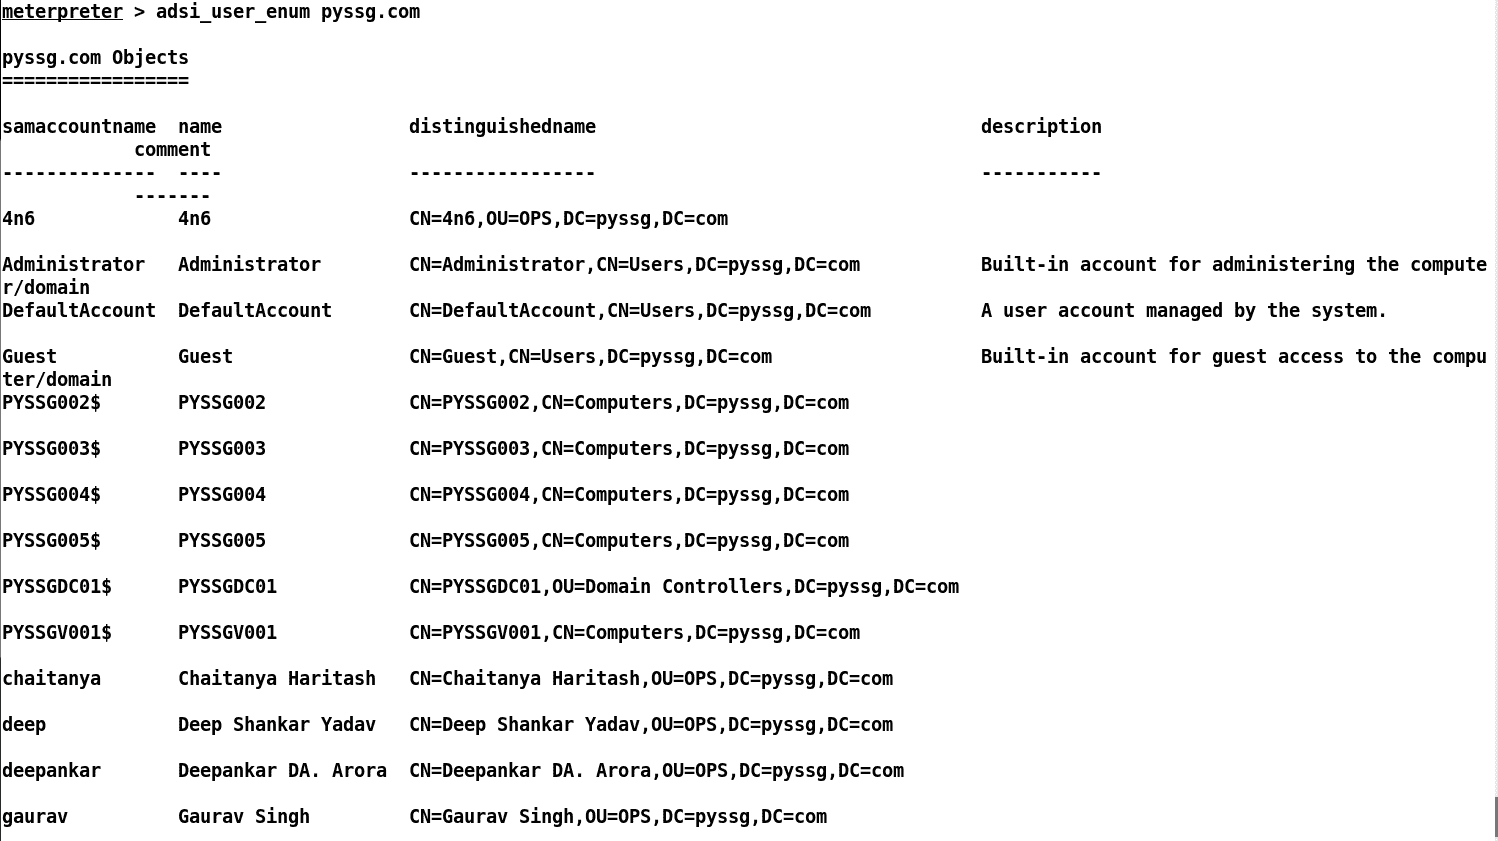 meterpreter > adsi_user_enum pyssg.com
pyssg.com Objects
=================
samaccountname  name                 distinguishedname                                   description
            comment
--------------  ----                 -----------------                                   -----------
            -------
4n6             4n6                  CN=4n6,OU=OPS,DC=pyssg,DC=com
Administrator   Administrator        CN=Administrator,CN=Users,DC=pyssg,DC=com           Built-in account for administering the compute
r/domain
DefaultAccount  DefaultAccount       CN=DefaultAccount,CN=Users,DC=pyssg,DC=com          A user account managed by the system.
Guest           Guest                CN=Guest,CN=Users,DC=pyssg,DC=com                   Built-in account for guest access to the compu
ter/domain
PYSSG002$       PYSSG002             CN=PYSSG002,CN=Computers,DC=pyssg,DC=com
PYSSG003$       PYSSG003             CN=PYSSG003,CN=Computers,DC=pyssg,DC=com
PYSSG004$       PYSSG004             CN=PYSSG004,CN=Computers,DC=pyssg,DC=com
PYSSG005$       PYSSG005             CN=PYSSG005,CN=Computers,DC=pyssg,DC=com
PYSSGDC01$      PYSSGDC01            CN=PYSSGDC01,OU=Domain Controllers,DC=pyssg,DC=com
PYSSGV001$      PYSSGV001            CN=PYSSGV001,CN=Computers,DC=pyssg,DC=com
chaitanya       Chaitanya Haritash   CN=Chaitanya Haritash,OU=OPS,DC=pyssg,DC=com
deep            Deep Shankar Yadav   CN=Deep Shankar Yadav,OU=OPS,DC=pyssg,DC=com
deepankar       Deepankar DA. Arora  CN=Deepankar DA. Arora,OU=OPS,DC=pyssg,DC=com
gaurav          Gaurav Singh         CN=Gaurav Singh,OU=OPS,DC=pyssg,DC=com